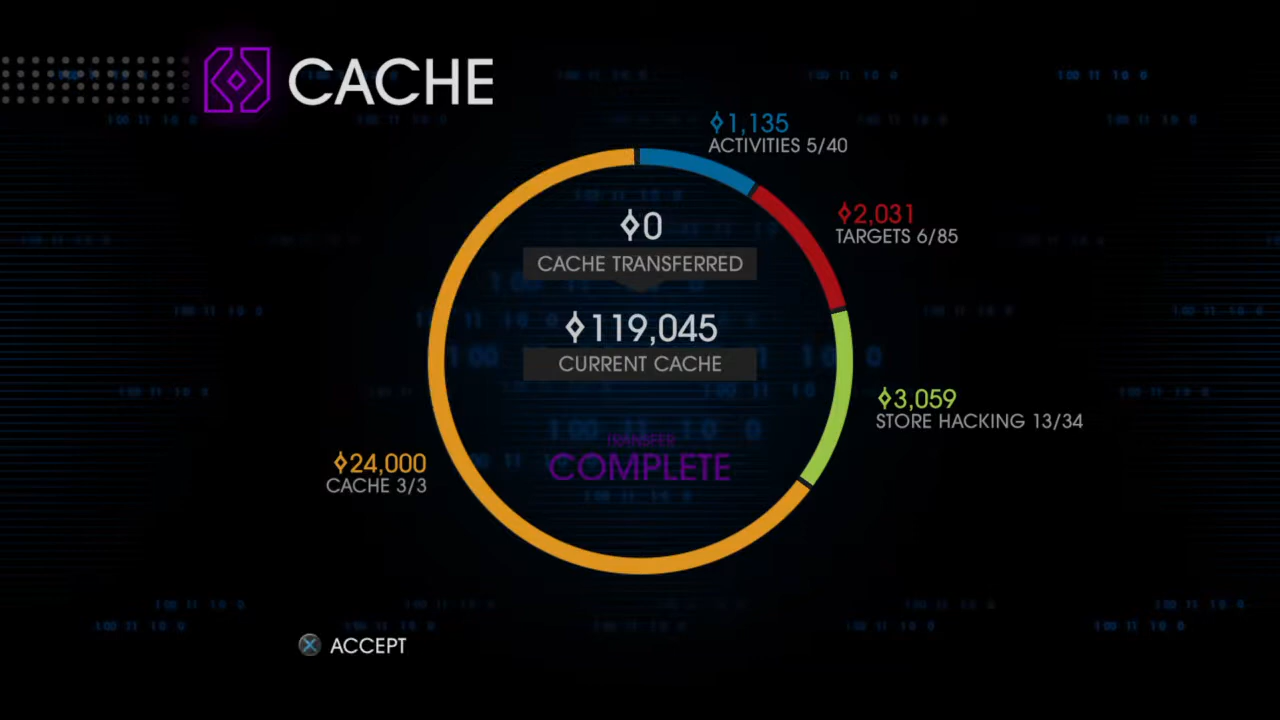 CACHE
1,135
ACTIVITIES 5/40
2,031
TARGETS 6/85
0
CACHE TRANSFERRED
119,045
CURRENT CACHE
3,059
STORE HACKING 13/34
TRANSFER
COMPLETE
24,000
CACHE 3/3
ACCEPT